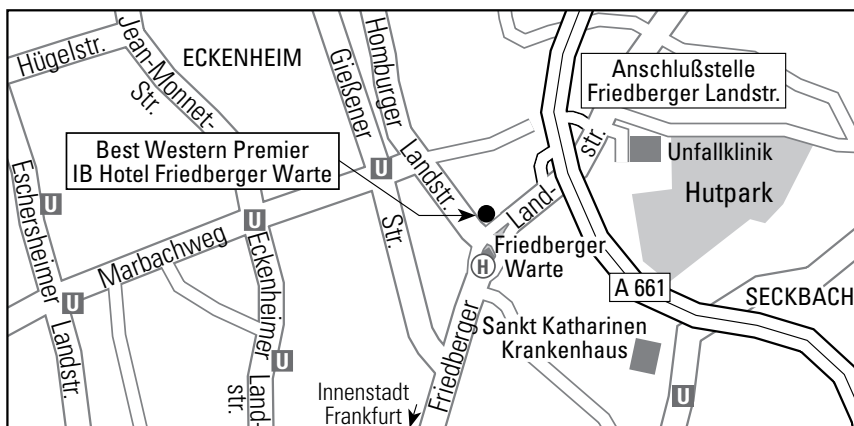 Hügelstr.
Jean-Monnet-
Str.
ECKENHEIM
Gießener
Str.
Homburger
Landstr.
Anschlußstelle
Friedberger Landstr.
Best Western Premier
IB Hotel Friedberger Warte
U
Unfallklinik
Hutpark
Eschersheimer
Landstr.
U
U
Marbachweg
U
Eckenheimer
Land-
str.
U
Friedberger
Land-
str.
Friedberger
Warte
H
A 661
SECKBACH
Sankt Katharinen
Krankenhaus
U
Innenstadt
Frankfurt